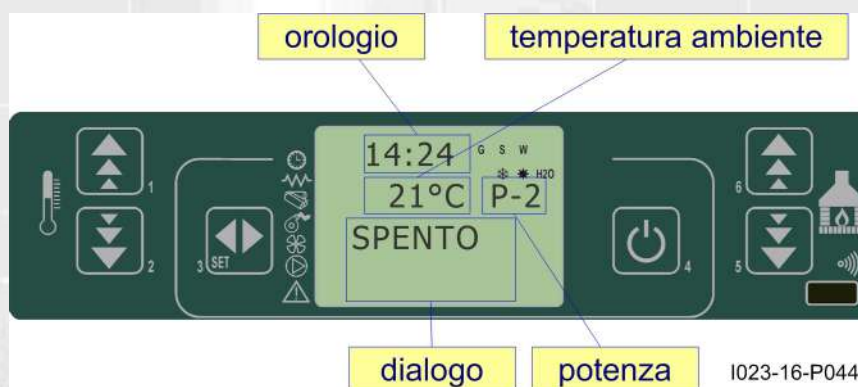 orologio
temperatura ambiente
14:24
G S W
H2O
21°C
P-2
SPENTO
1
2
3
SET
4
6
5
dialogo
potenza
I023-16-P044